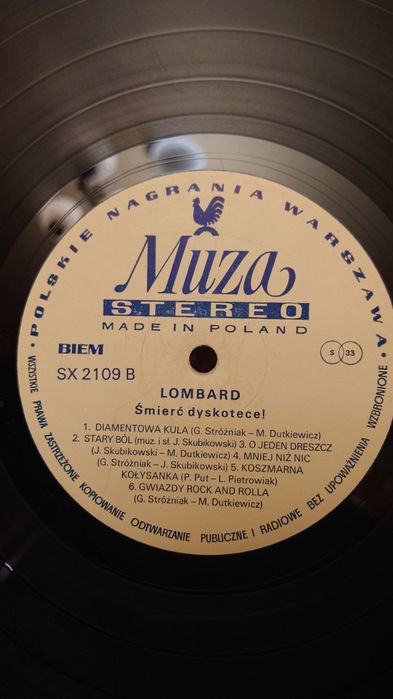 POLSKIE NAGRANIA WARSZAWA
Muza
STEREO
MADE IN POLAND
BIEM
S 33
SX 2109 B
LOMBARD
Śmierć dyskotece!
1. DIAMENTOWA KULA (G. Stróżniak – M. Dutkiewicz)
2. STARY BÓL (muz. i sł. J. Skubikowski) 3. O JEDEN DRESZCZ
(J. Skubikowski – M. Dutkiewicz) 4. MNIEJ NIŻ NIC
(G. Stróżniak – J. Skubikowski) 5. KOSZMARNA
KOŁYSANKA (P. Put – L. Pietrowiak)
6. GWIAZDY ROCK AND ROLLA
(G. Stróżniak – M. Dutkiewicz)
WSZYSTKIE PRAWA ZASTRZEŻONE KOPIOWANIE ODTWARZANIE PUBLICZNE I RADIOWE BEZ UPOWAŻNIENIA WZBRONIONE